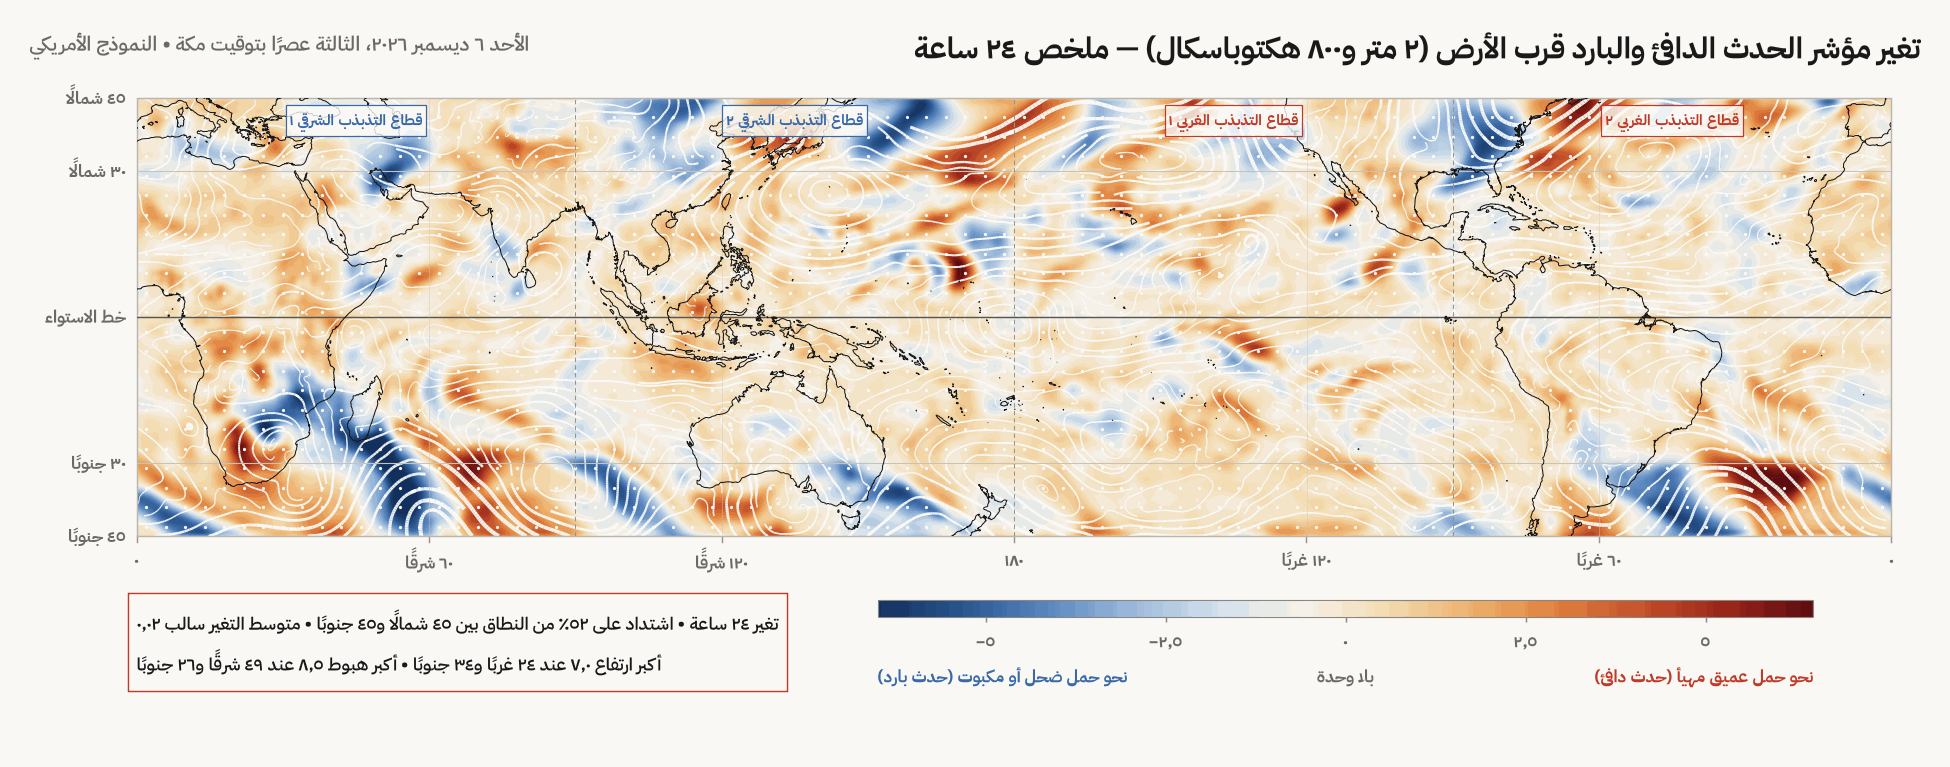 تغير مؤشر الحدث الدافئ والبارد قرب الأرض (٢ متر و٨٠٠ هكتوباسكال) — ملخص ٢٤ ساعة
الأحد ٦ ديسمبر ٢٠٢٦، الثالثة عصرًا بتوقيت مكة • النموذج الأمريكي
قطاع التذبذب الشرقي ١
قطاع التذبذب الشرقي ٢
قطاع التذبذب الغربي ١
قطاع التذبذب الغربي ٢
٤٥ شمالًا
٣٠ شمالًا
خط الاستواء
٣٠ جنوبًا
٤٥ جنوبًا
٠
٦٠ شرقًا
١٢٠ شرقًا
١٨٠
١٢٠ غربًا
٦٠ غربًا
٠
تغير ٢٤ ساعة • اشتداد على ٥٢٪ من النطاق بين ٤٥ شمالًا و٤٥ جنوبًا • متوسط التغير سالب ٠,٠٢
أكبر ارتفاع ٧,٠ عند ٢٤ غربًا و٣٤ جنوبًا • أكبر هبوط ٨,٥ عند ٤٩ شرقًا و٢٦ جنوبًا
−٥
−٢,٥
٠
٢,٥
٥
نحو حمل ضحل أو مكبوت (حدث بارد)
بلا وحدة
نحو حمل عميق مهيأ (حدث دافئ)